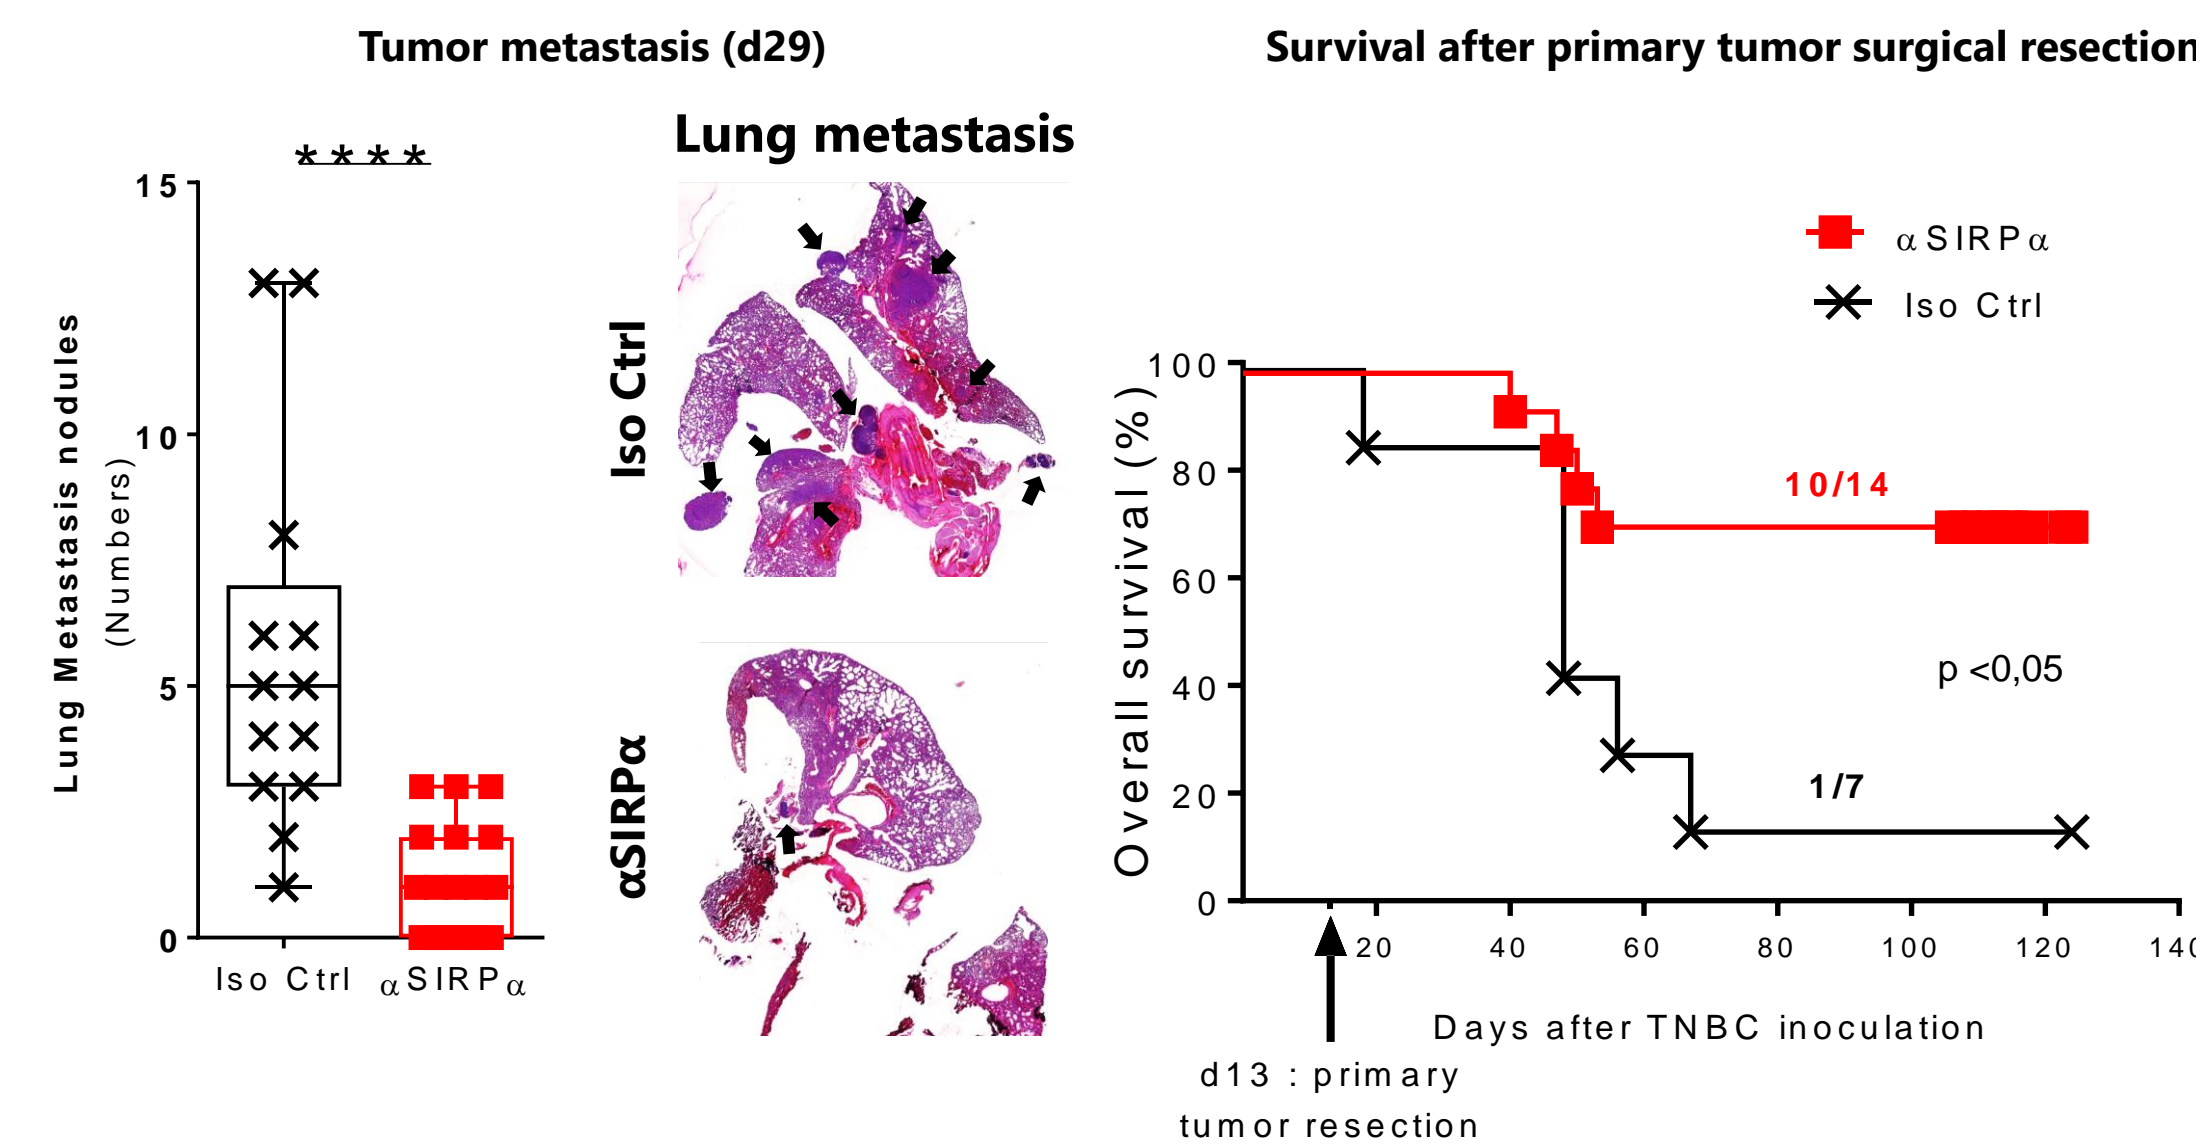 Tumor metastasis (d29)
Survival after primary tumor surgical resection
Lung metastasis
****
Lung Metastasis nodules
(Numbers)
15
10
5
0
Iso Ctrl
αSIRPα
Iso Ctrl
αSIRPα
αSIRPα
Iso Ctrl
Overall survival (%)
100
80
60
40
20
0
10/14
p <0,05
1/7
20 40 60 80 100 120 140
Days after TNBC inoculation
d13 : primary
tumor resection